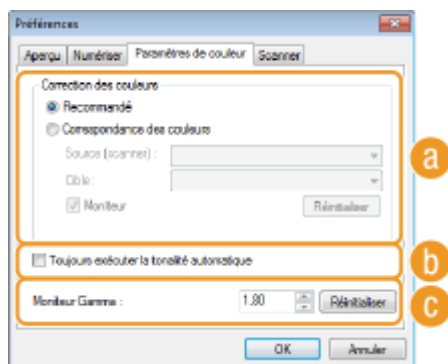 Préférences
Aperçu Numériser Paramètres de couleur Scanner
Correction des couleurs
Recommandé
Correspondance des couleurs
Source (scanner) :
Cible :
Moniteur Réinitialiser
a
Toujours exécuter la tonalité automatique
b
Moniteur Gamma : 1.80 Réinitialiser
c
OK Annuler